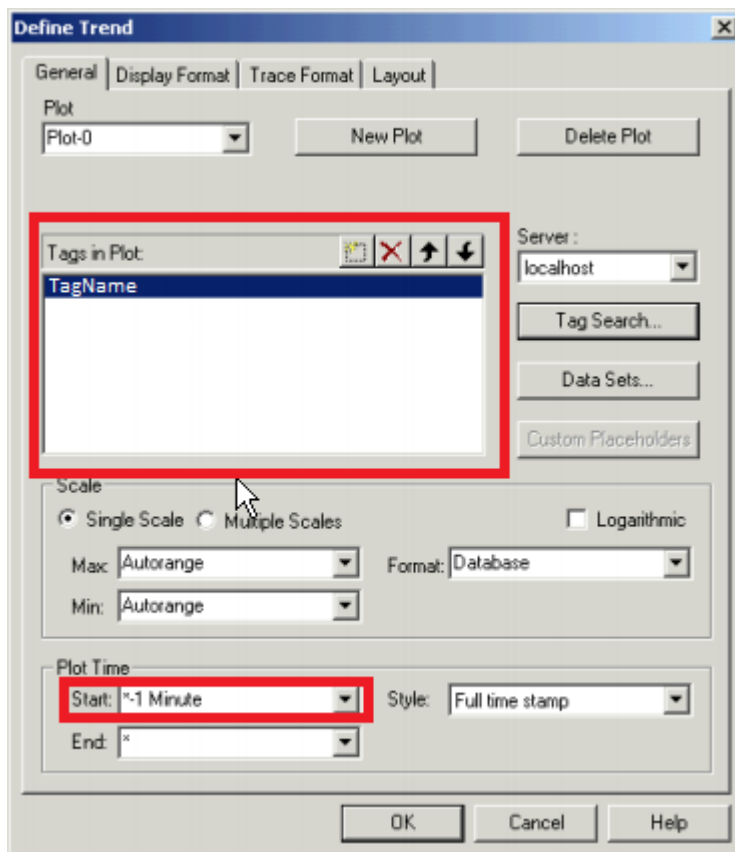 Define Trend
General Display Format Trace Format Layout
Plot
Plot-0 New Plot Delete Plot
Tags in Plot: Server :
TagName localhost
Tag Search...
Data Sets...
Custom Placeholders
Scale
Single Scale Multiple Scales Logarithmic
Max: Autorange Format: Database
Min: Autorange
Plot Time
Start: *-1 Minute Style: Full time stamp
End: *
OK Cancel Help